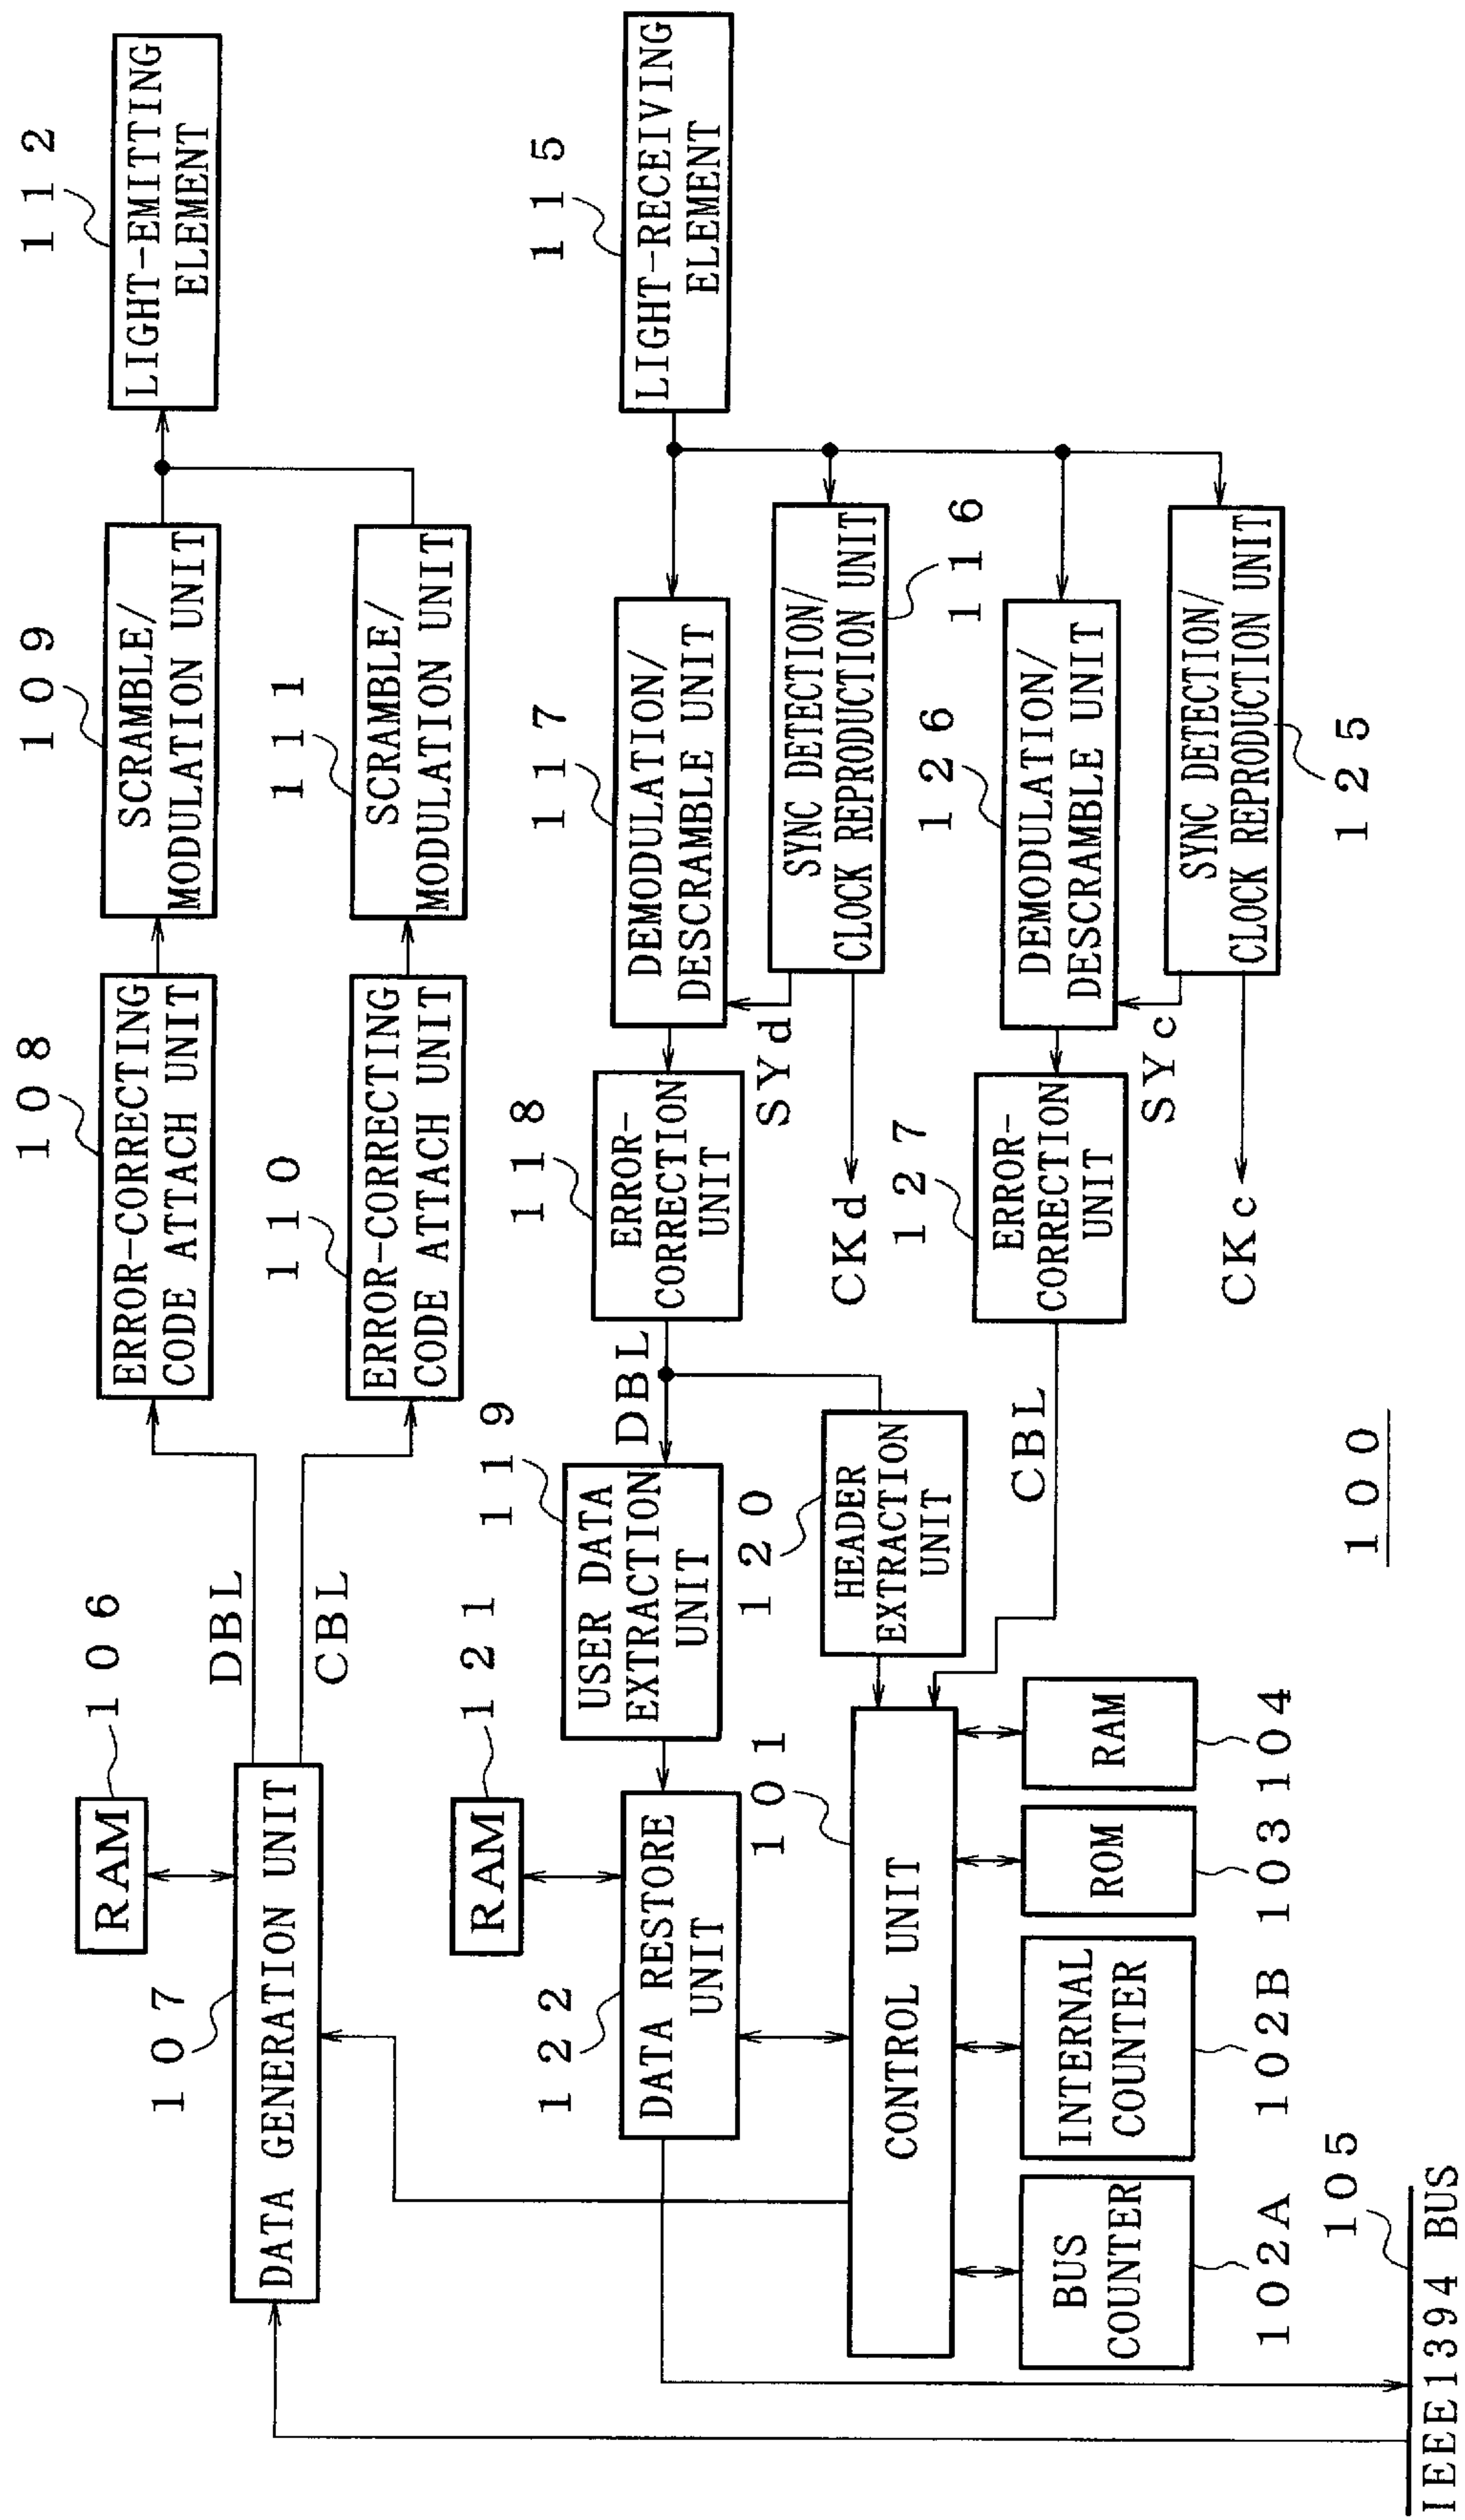 106
RAM
107
DATA GENERATION UNIT
DBL
CBL
108
ERROR-CORRECTING
CODE ATTACH UNIT
109
SCRAMBLE/
MODULATION UNIT
112
LIGHT-EMITTING
ELEMENT
110
ERROR-CORRECTING
CODE ATTACH UNIT
111
SCRAMBLE/
MODULATION UNIT
121
RAM
122
DATA RESTORE
UNIT
119
USER DATA
EXTRACTION
UNIT
DBL
118
ERROR-
CORRECTION
UNIT
117
DEMODULATION/
DESCRAMBLE UNIT
115
LIGHT-RECEIVING
ELEMENT
SYd
SYNC DETECTION/
CLOCK REPRODUCTION UNIT
116
CKd
120
HEADER
EXTRACTION
UNIT
101
CONTROL UNIT
CBL
127
ERROR-
CORRECTION
UNIT
126
DEMODULATION/
DESCRAMBLE UNIT
SYc
SYNC DETECTION/
CLOCK REPRODUCTION UNIT
125
CKc
BUS
COUNTER
102A
INTERNAL
COUNTER
102B
ROM
103
RAM
104
105
IEEE1394 BUS
100